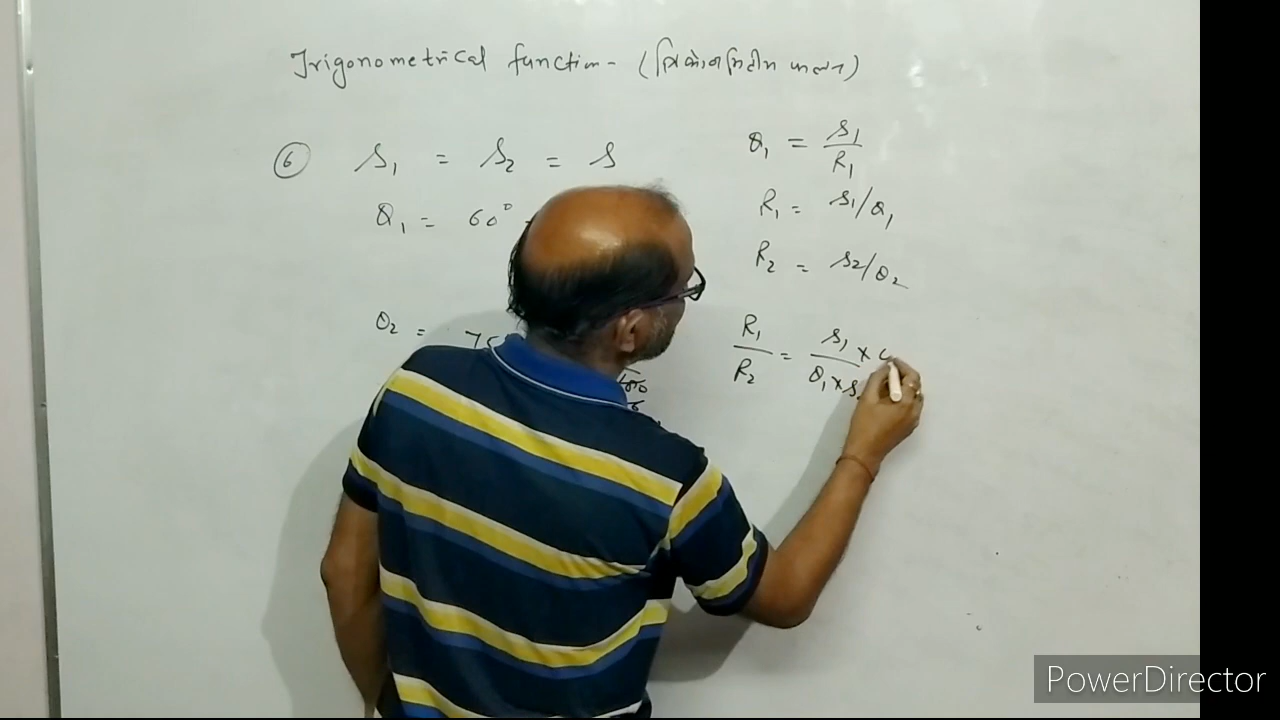 Trigonometrical function - (त्रिकोणमितीय फलन)
6 S₁ = S₂ = S
θ₁ = 60°
θ₂ = 75
θ₁ = S₁/R₁
R₁ = S₁/θ₁
R₂ = S₂/θ₂
R₁/R₂ = S₁ ×/θ₁ × S
PowerDirector